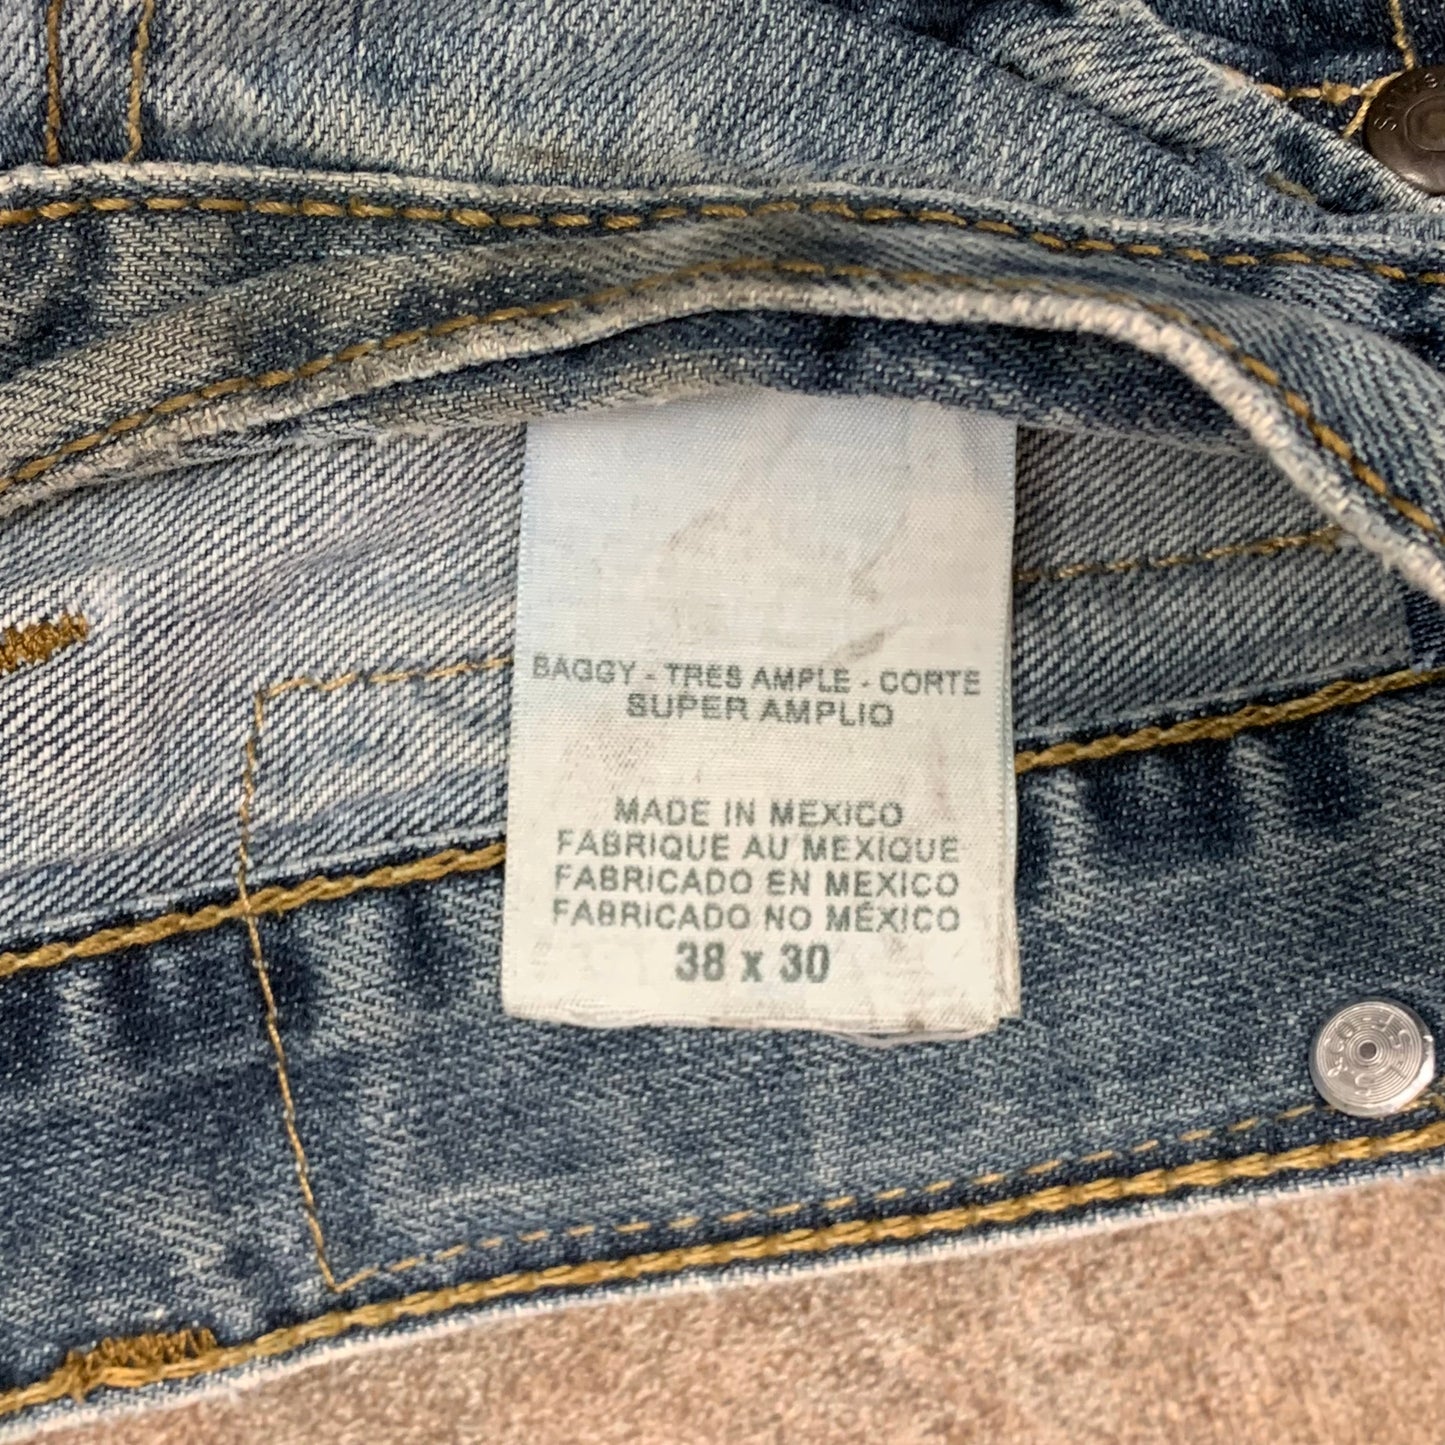 BAGGY - TRES AMPLE - CORTE
SUPER AMPLIO
MADE IN MEXICO
FABRIQUE AU MEXIQUE
FABRICADO EN MEXICO
FABRICADO NO MÉXICO
38 x 30